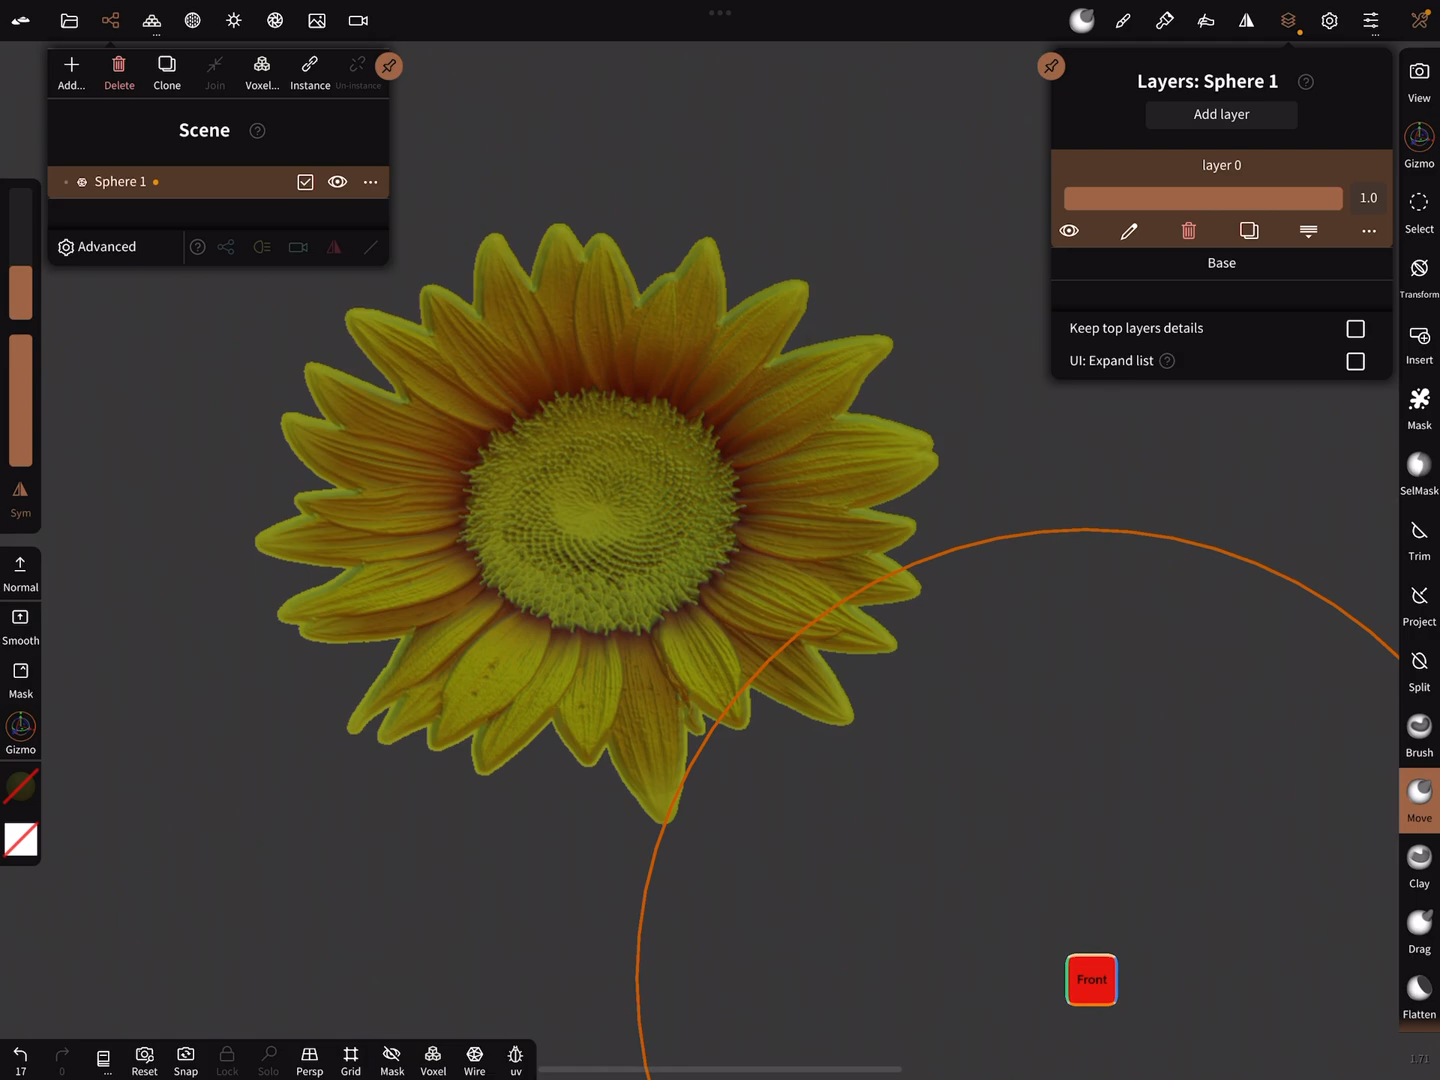 ...
Add...
Delete
Clone
Join
Voxel...
Instance
Un-instance
Scene
?
Sphere 1
...
Advanced
?
Sym
Normal
Smooth
Mask
Gizmo
Layers: Sphere 1
?
Add layer
layer 0
1.0
...
Base
Keep top layers details
UI: Expand list
?
...
View
Gizmo
Select
Transform
Insert
Mask
SelMask
Trim
Project
Split
Brush
Move
Clay
Drag
Flatten
1.71
Front
17
0
...
Reset
Snap
Lock
Solo
Persp
Grid
Mask
Voxel
Wire
uv